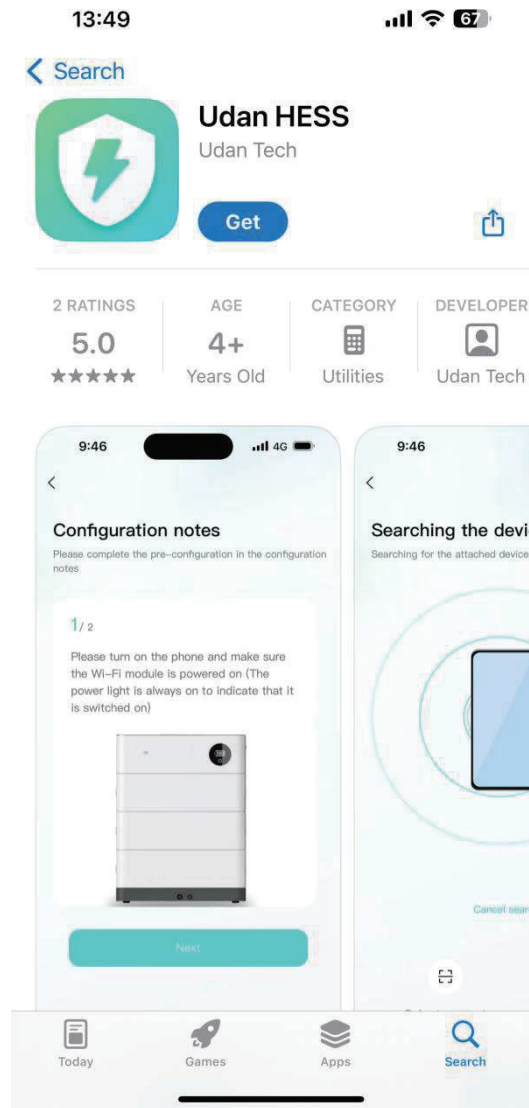 13:49
67
Search
Udan HESS
Udan Tech
Get
2 RATINGS
AGE
CATEGORY
DEVELOPER
5.0
4+
★★★★★
Years Old
Utilities
Udan Tech
9:46
4G
9:46
Configuration notes
Searching the devi
Please complete the pre-configuration in the configuration
notes
Searching for the attached device
1/ 2
Please turn on the phone and make sure
the Wi-Fi module is powered on (The
power light is always on to indicate that it
is switched on)
Next
Cancel sear
Today
Games
Apps
Search